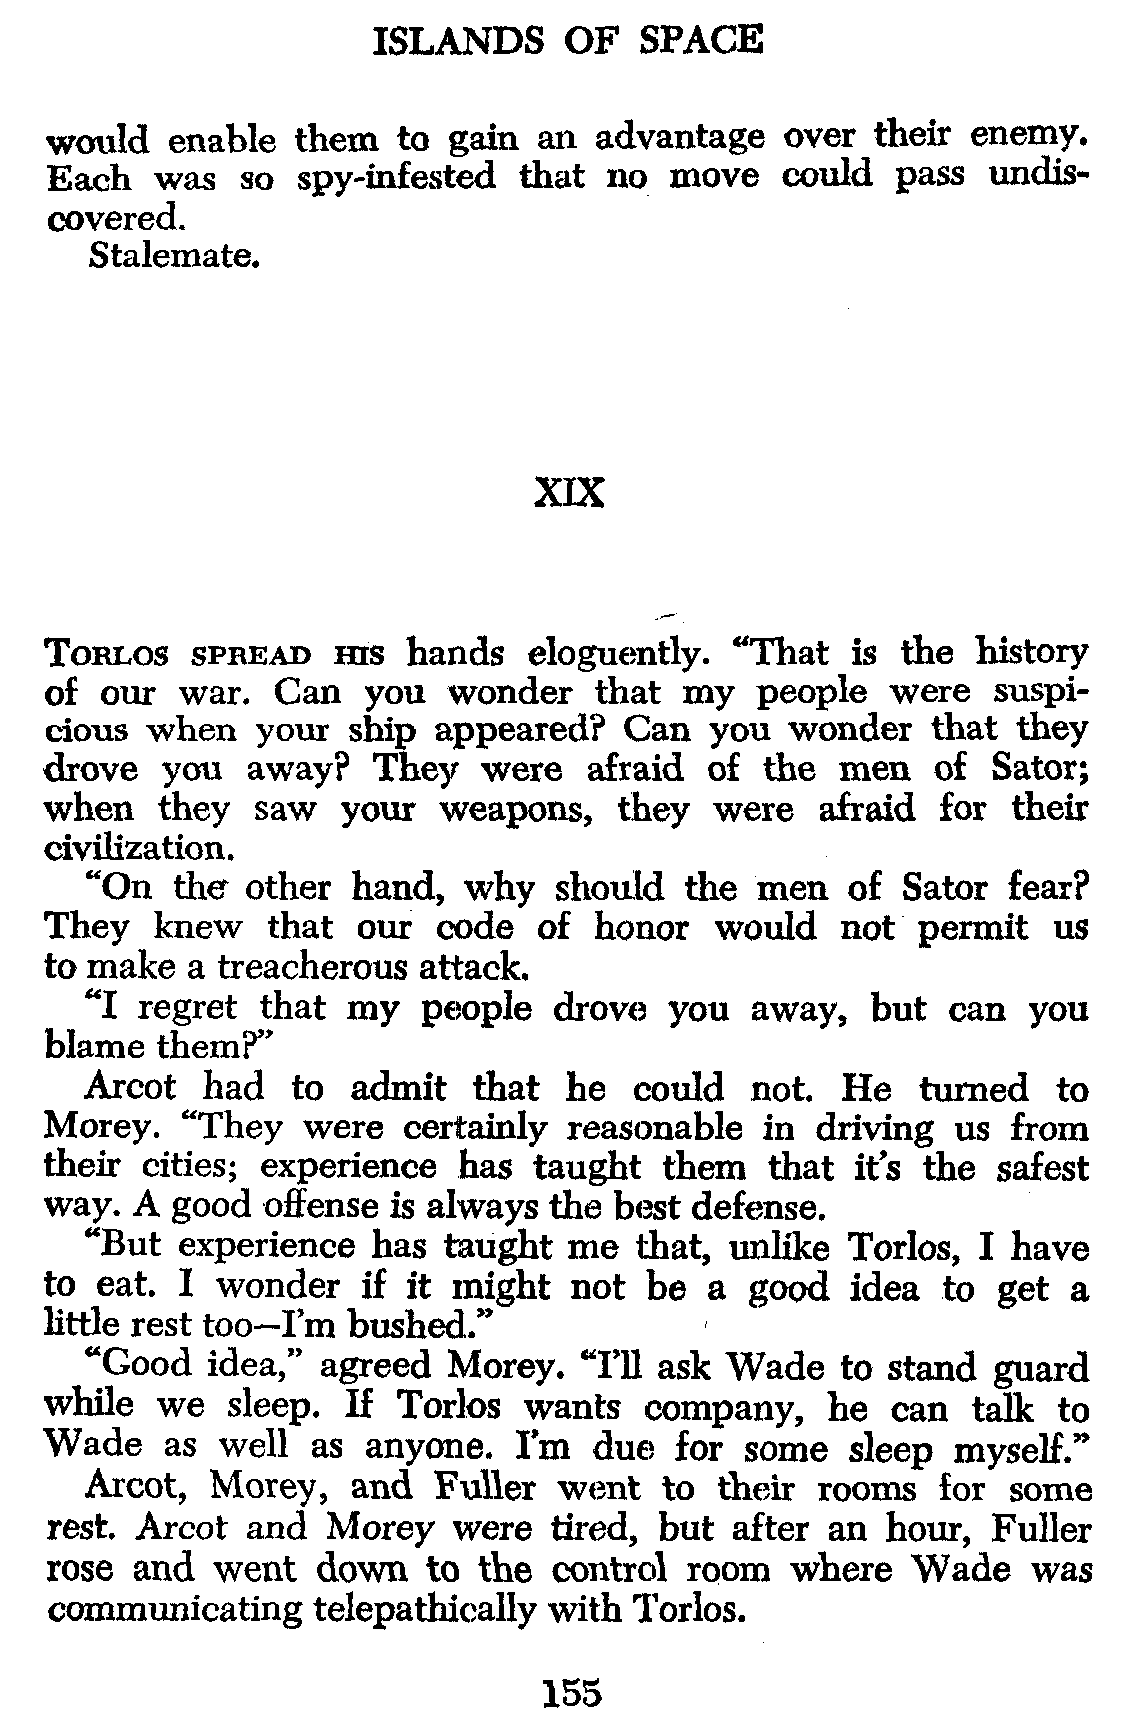 ISLANDS OF SPACE
would enable them to gain an advantage over their enemy.
Each was so spy-infested that no move could pass undis-
covered.
Stalemate.
XIX
TORLOS SPREAD HIS hands eloguently. “That is the history
of our war. Can you wonder that my people were suspi-
cious when your ship appeared? Can you wonder that they
drove you away? They were afraid of the men of Sator;
when they saw your weapons, they were afraid for their
civilization.
“On the other hand, why should the men of Sator fear?
They knew that our code of honor would not permit us
to make a treacherous attack.
“I regret that my people drove you away, but can you
blame them?”
Arcot had to admit that he could not. He turned to
Morey. “They were certainly reasonable in driving us from
their cities; experience has taught them that it’s the safest
way. A good offense is always the best defense.
“But experience has taught me that, unlike Torlos, I have
to eat. I wonder if it might not be a good idea to get a
little rest too—I’m bushed.”
“Good idea,” agreed Morey. “I’ll ask Wade to stand guard
while we sleep. If Torlos wants company, he can talk to
Wade as well as anyone. I’m due for some sleep myself.”
Arcot, Morey, and Fuller went to their rooms for some
rest. Arcot and Morey were tired, but after an hour, Fuller
rose and went down to the control room where Wade was
communicating telepathically with Torlos.
155